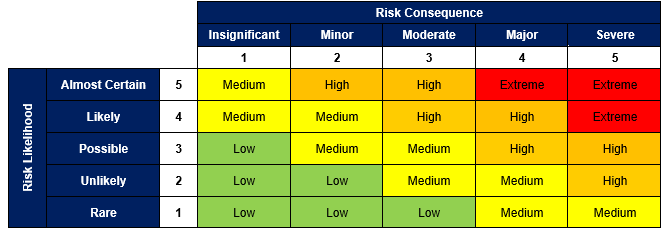 Risk Consequence
Insignificant Minor Moderate Major Severe
1 2 3 4 5
Risk Likelihood
Almost Certain 5 Medium High High Extreme Extreme
Likely 4 Medium Medium High High Extreme
Possible 3 Low Medium Medium High High
Unlikely 2 Low Low Medium Medium High
Rare 1 Low Low Low Medium Medium